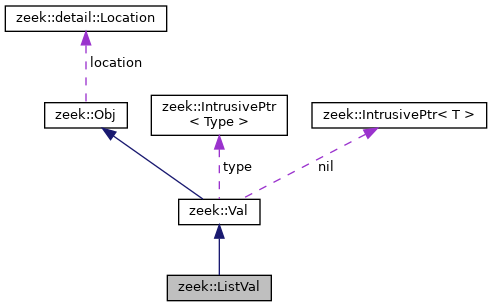 zeek::detail::Location
location
zeek::Obj
zeek::IntrusivePtr
< Type >
zeek::IntrusivePtr< T >
type
nil
zeek::Val
zeek::ListVal